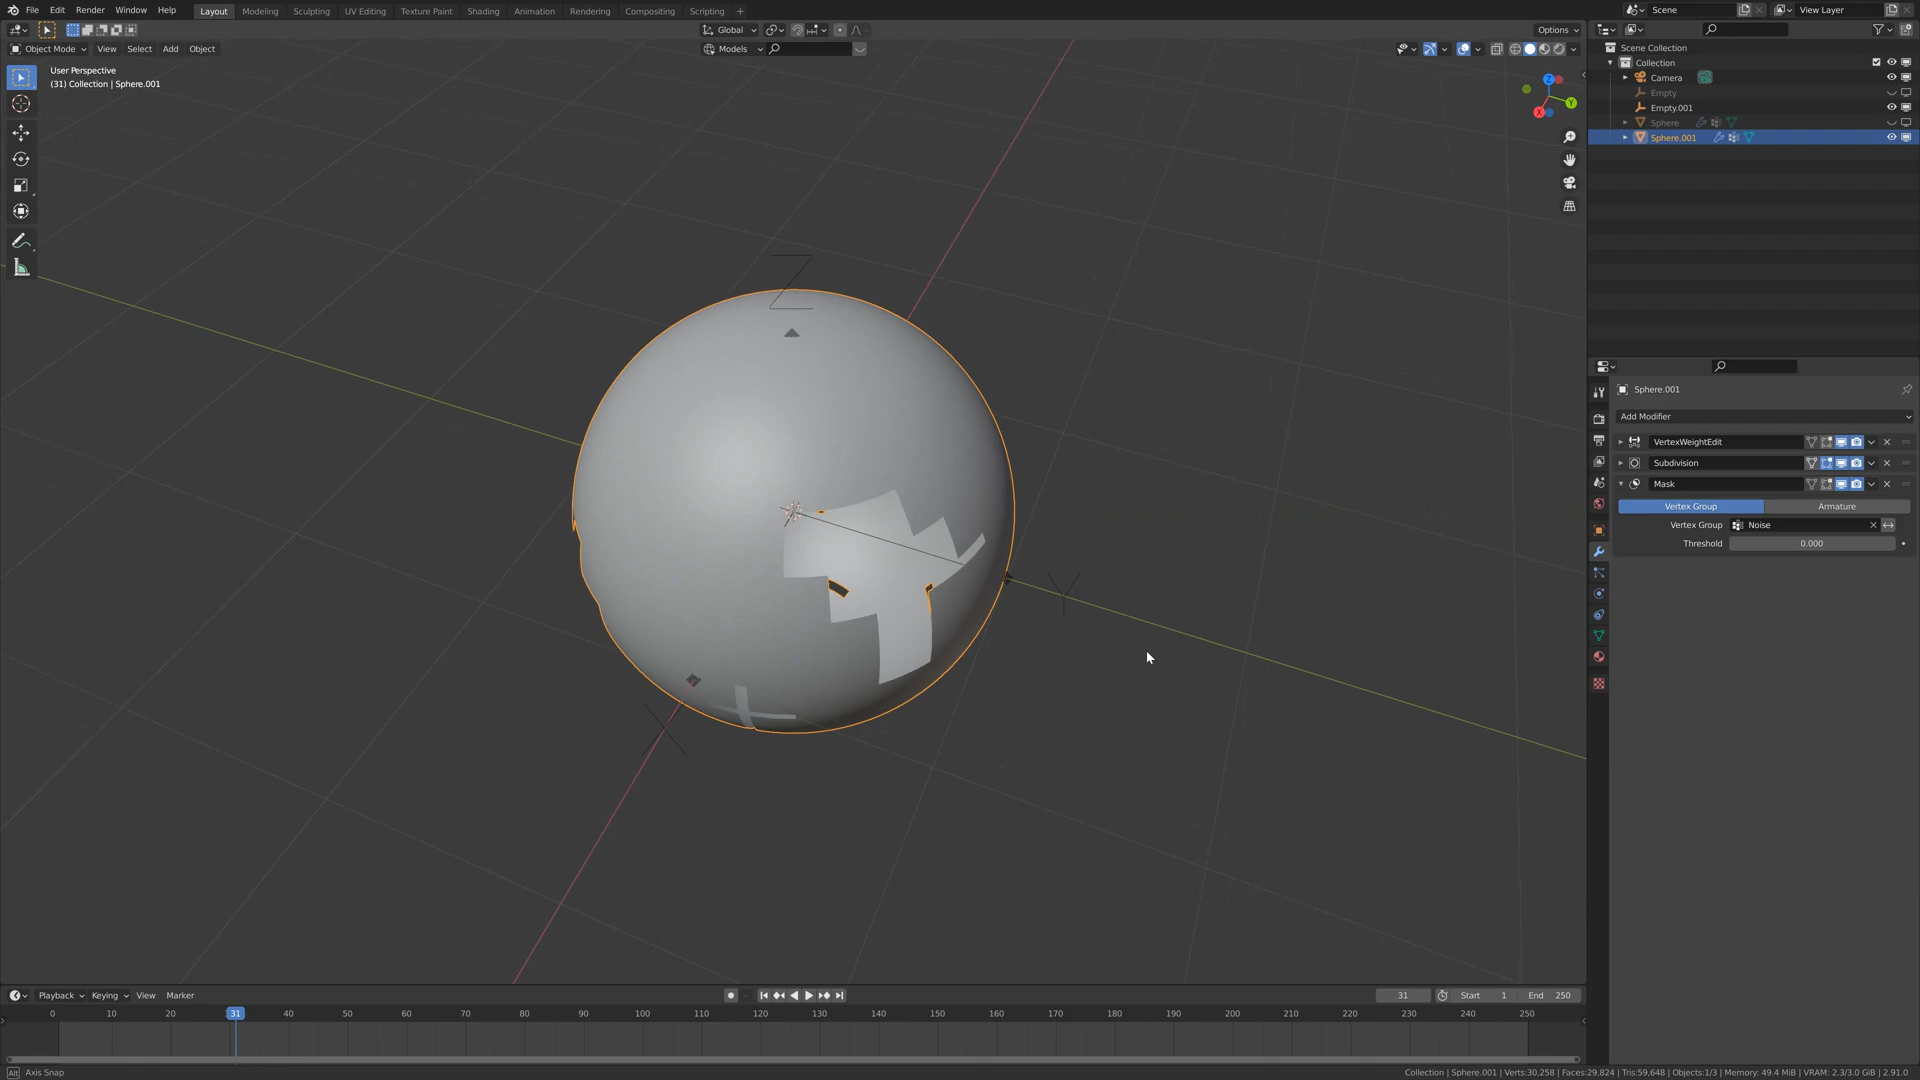 File Edit Render Window Help Layout Modeling Sculpting UV Editing Texture Paint Shading Animation Rendering Compositing Scripting + Scene View Layer
Global Options
Object Mode View Select Add Object Models
User Perspective
(31) Collection | Sphere.001
Scene Collection
Collection
Camera
Empty
Empty.001
Sphere
Sphere.001
Z
Y
X
Sphere.001
Add Modifier
VertexWeightEdit
Subdivision
Mask
Vertex Group Armature
Vertex Group Noise
Threshold 0.000
Z
Y
X
Playback Keying View Marker 31 Start 1 End 250
0 10 20 31 40 50 60 70 80 90 100 110 120 130 140 150 160 170 180 190 200 210 220 230 240 250
Alt Axis Snap Collection | Sphere.001 | Verts:30,258 | Faces:29,824 | Tris:59,648 | Objects:1/3 | Memory: 49.4 MiB | VRAM: 2.3/3.0 GiB | 2.91.0